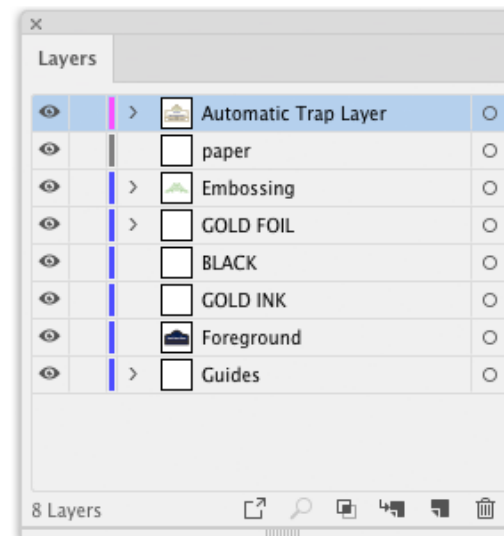 Layers
Automatic Trap Layer
paper
Embossing
GOLD FOIL
BLACK
GOLD INK
Foreground
Guides
8 Layers